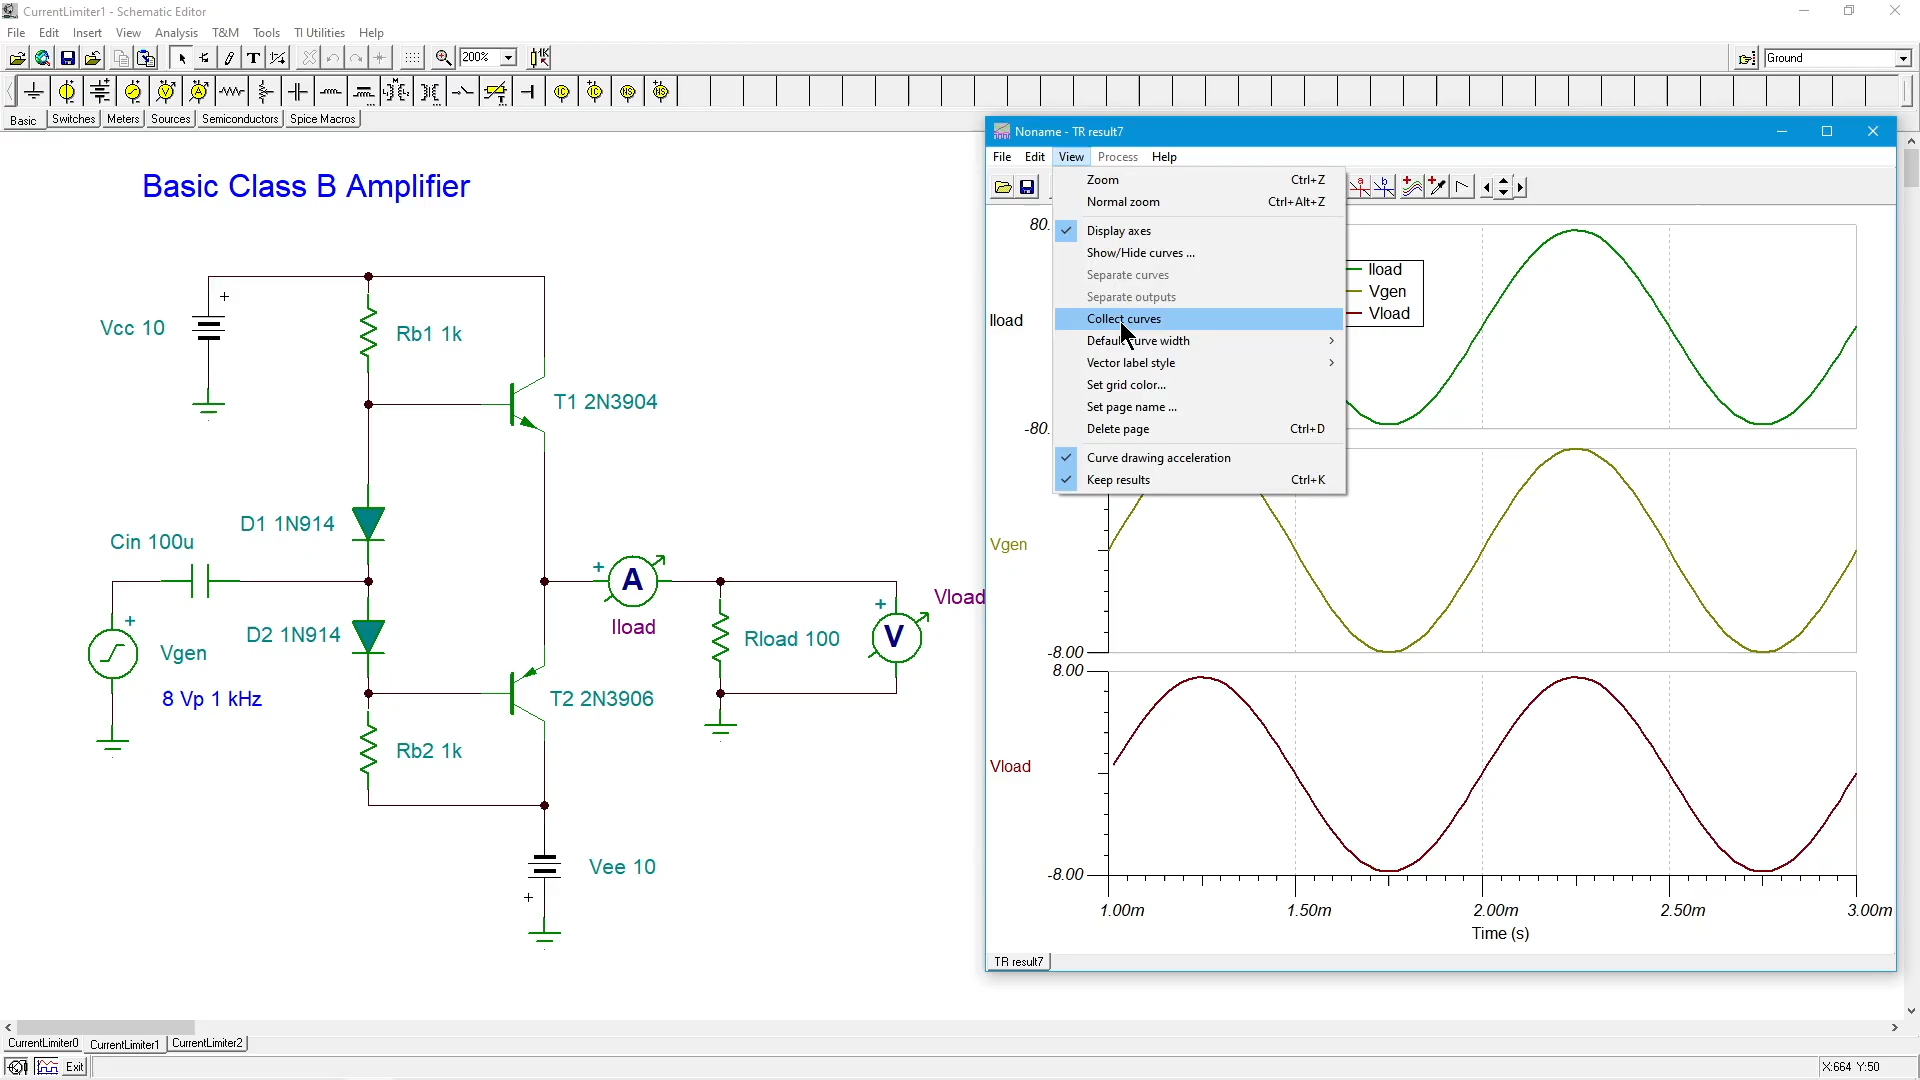 CurrentLimiter1 - Schematic Editor
File Edit Insert View Analysis T&M Tools TI Utilities Help
200%
Ground
Basic Switches Meters Sources Semiconductors Spice Macros
Basic Class B Amplifier
Vcc 10
+
Rb1 1k
T1 2N3904
D1 1N914
Cin 100u
+
A
Iload
+
V
Vload
Rload 100
D2 1N914
+
Vgen
8 Vp 1 kHz
T2 2N3906
Rb2 1k
Vee 10
+
Noname - TR result7
File Edit View Process Help
Zoom Ctrl+Z
Normal zoom Ctrl+Alt+Z
Display axes
Show/Hide curves ...
Separate curves
Separate outputs
Collect curves
Default curve width
Vector label style
Set grid color...
Set page name ...
Delete page Ctrl+D
Curve drawing acceleration
Keep results Ctrl+K
a b
80.
Iload
-80.
Iload
Vgen
Vload
Vgen
-8.00
8.00
Vload
-8.00
1.00m 1.50m 2.00m 2.50m 3.00m
Time (s)
TR result7
CurrentLimiter0 CurrentLimiter1 CurrentLimiter2
Exit
X:664 Y:50